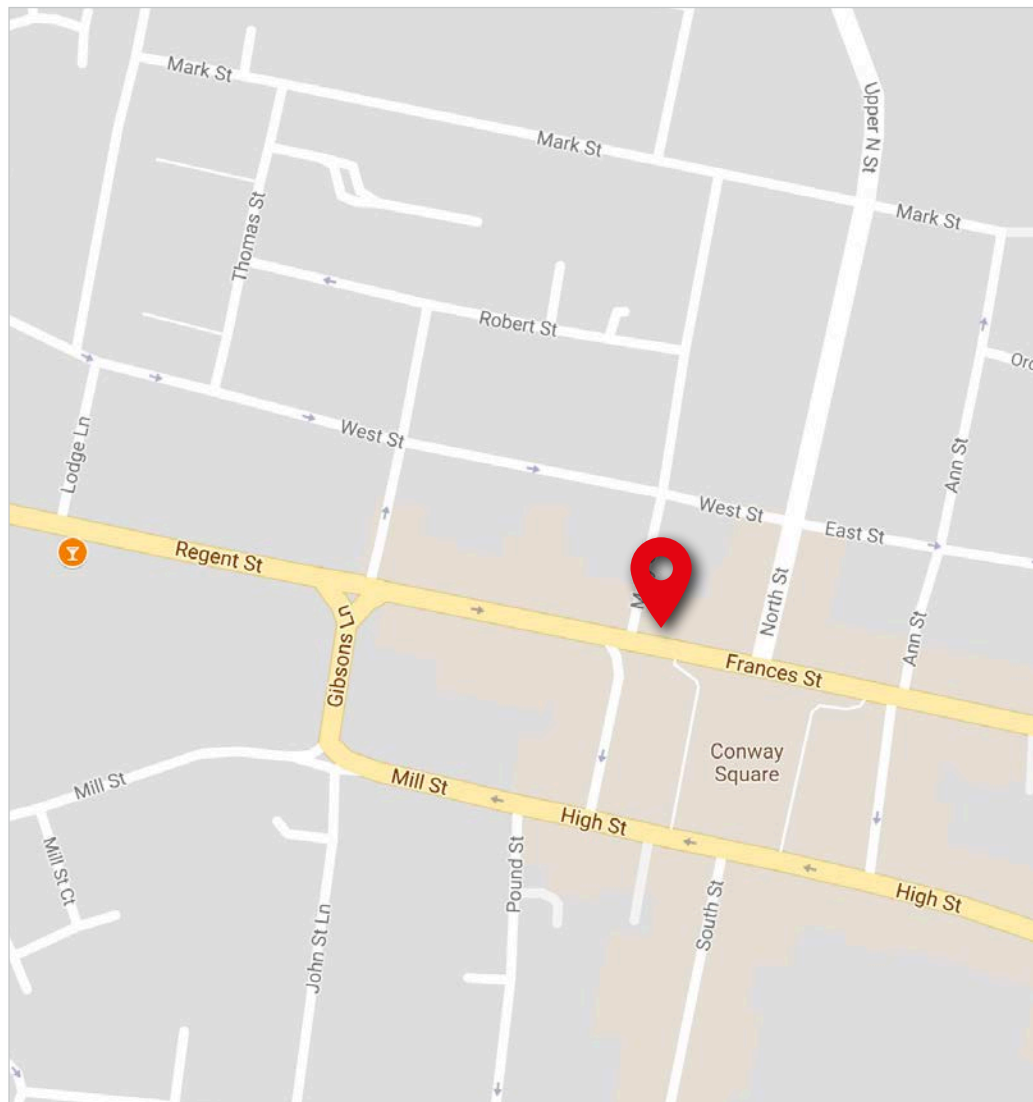 Mark St
Upper N St
Mark St
Thomas St
Mark St
Robert St
West St
Lodge Ln
Ann St
West St
East St
Regent St
North St
Gibsons Ln
Ann St
Frances St
Conway
Square
Mill St
Mill St
High St
Mill St Ct
Pound St
High St
South St
John St Ln